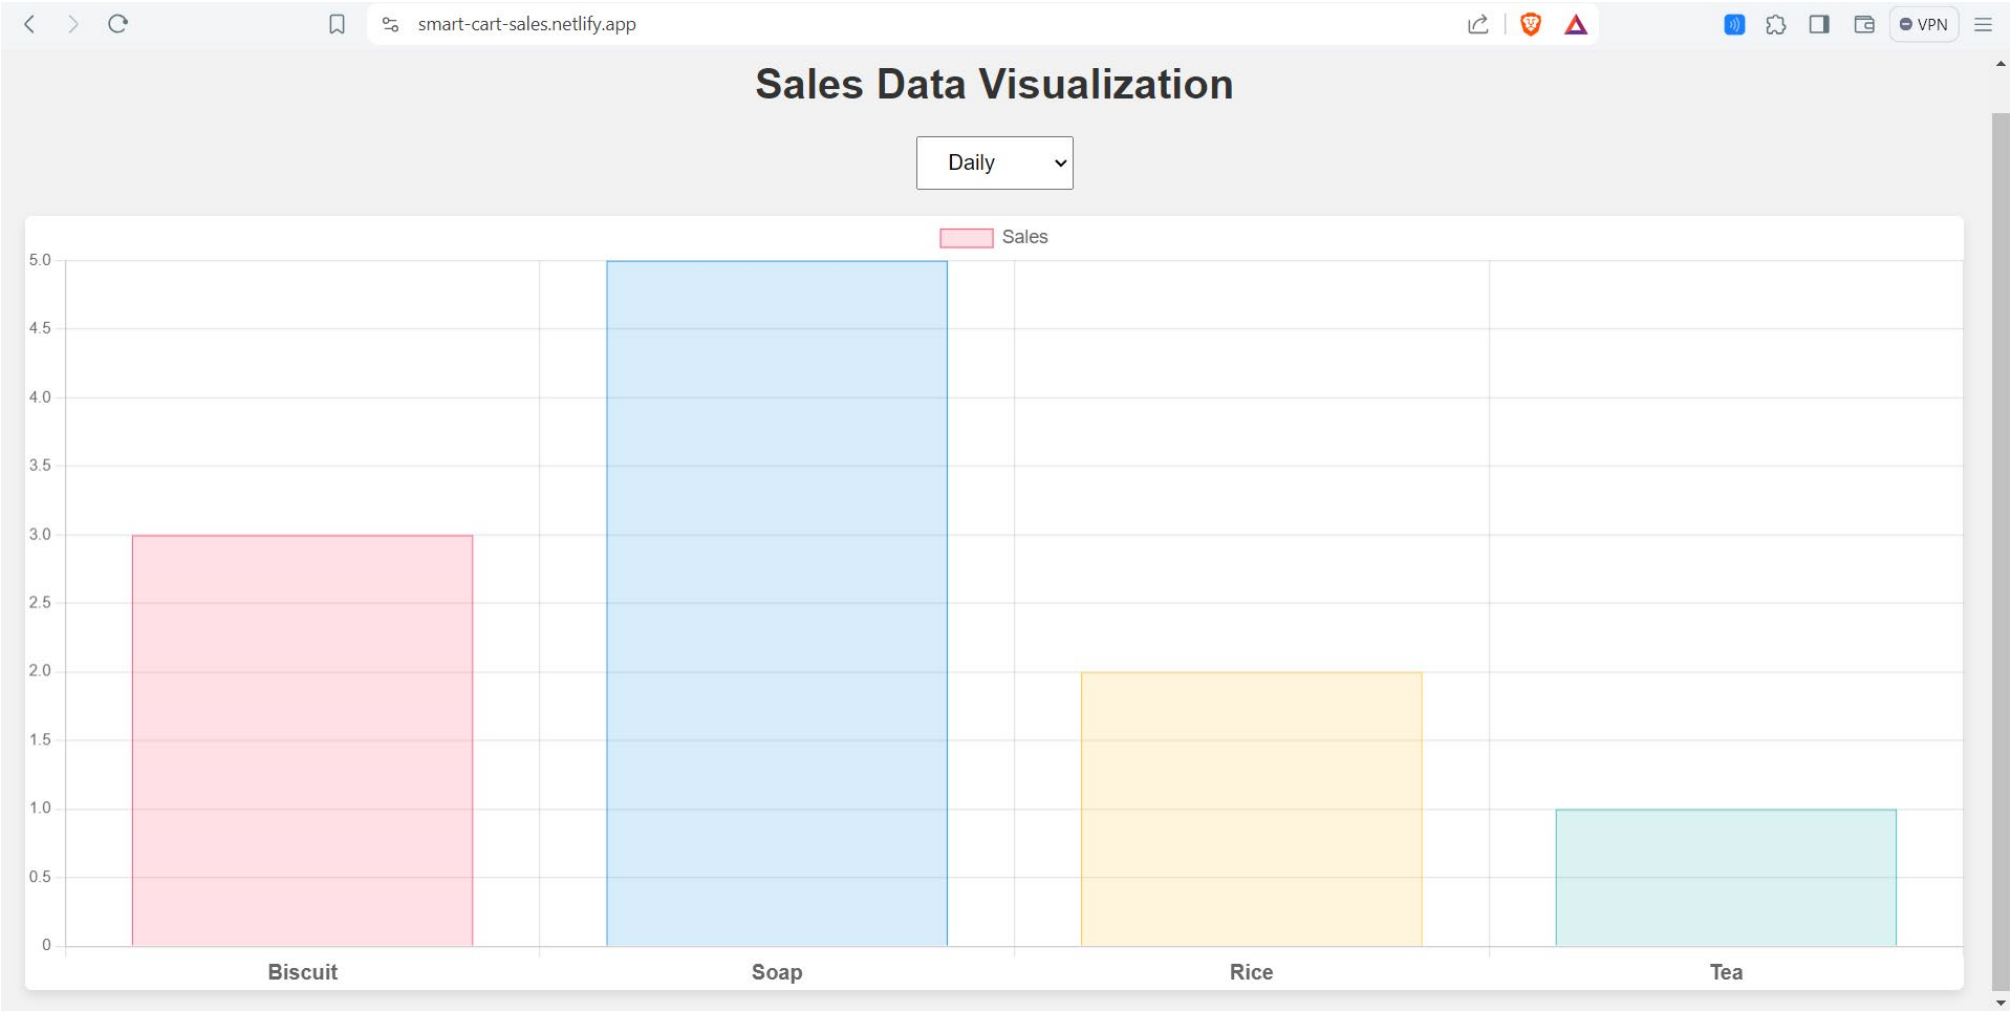 smart-cart-sales.netlify.app
VPN
Sales Data Visualization
Daily
Sales
5.0
4.5
4.0
3.5
3.0
2.5
2.0
1.5
1.0
0.5
0
Biscuit Soap Rice Tea